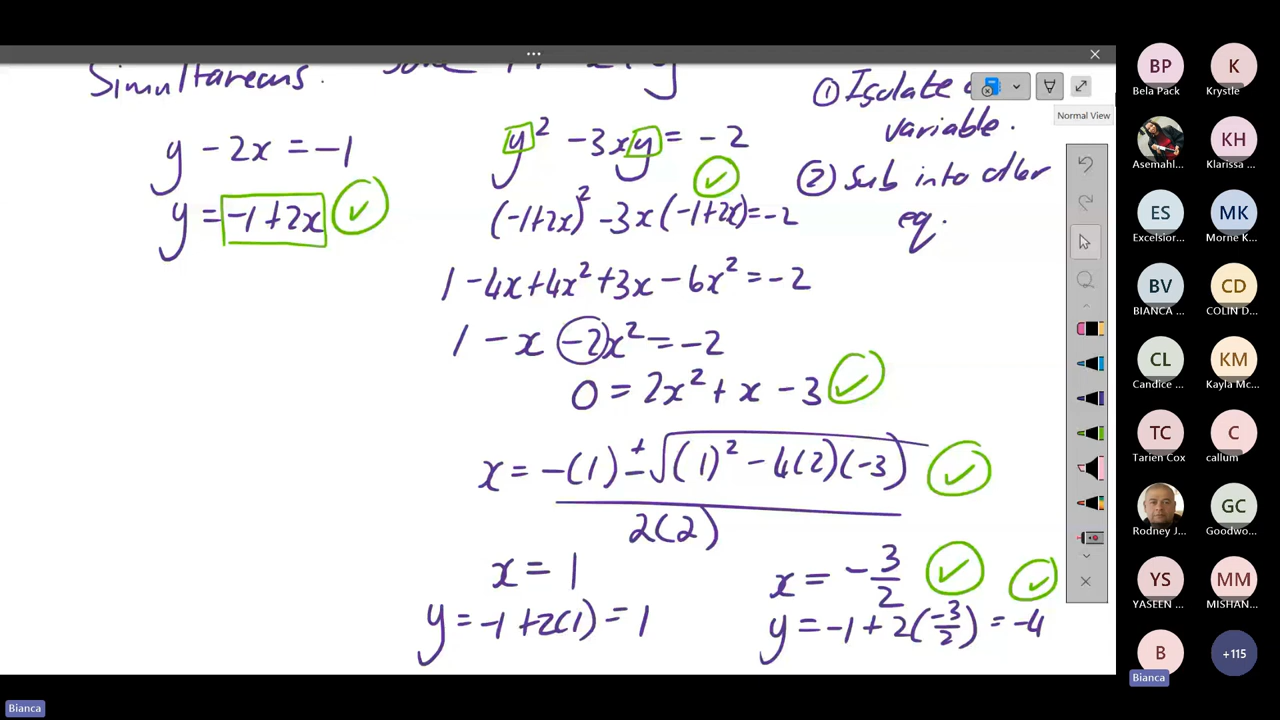 Simultaneous.
y - 2x = -1
y = -1 + 2x ✓
y² - 3xy = -2
(-1+2x)² - 3x(-1+2x) = -2 ✓
1 - 4x + 4x² + 3x - 6x² = -2
1 - x - 2x² = -2
0 = 2x² + x - 3 ✓
x = -(1) ± √((1)² - 4(2)(-3)) ✓
2(2)
x = 1
y = -1 + 2(1) = 1
x = -3/2 ✓ ✓
y = -1 + 2(-3/2) = -4
① Isolate
variable.
② Sub into other
eq.
Normal View
BP
Bela Pack
K
Krystle
Asemahl...
KH
Klarissa ...
ES
Excelsior...
MK
Morne K...
BV
BIANCA ...
CD
COLIN D...
CL
Candice ...
KM
Kayla Mc...
TC
Tarien Cox
C
callum
Rodney J...
GC
Goodwo...
YS
YASEEN ...
MM
MISHAN...
B
Bianca
+115
Bianca